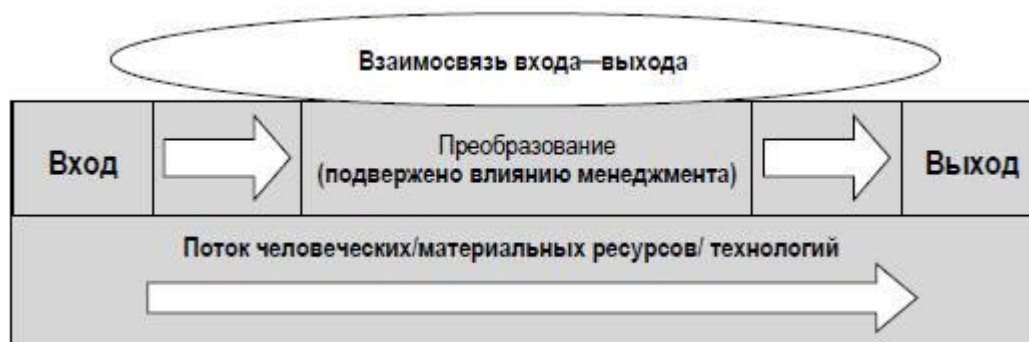 Взаимосвязь входа—выхода
Вход
Преобразование
(подвержено влиянию менеджмента)
Выход
Поток человеческих/материальных ресурсов/ технологий